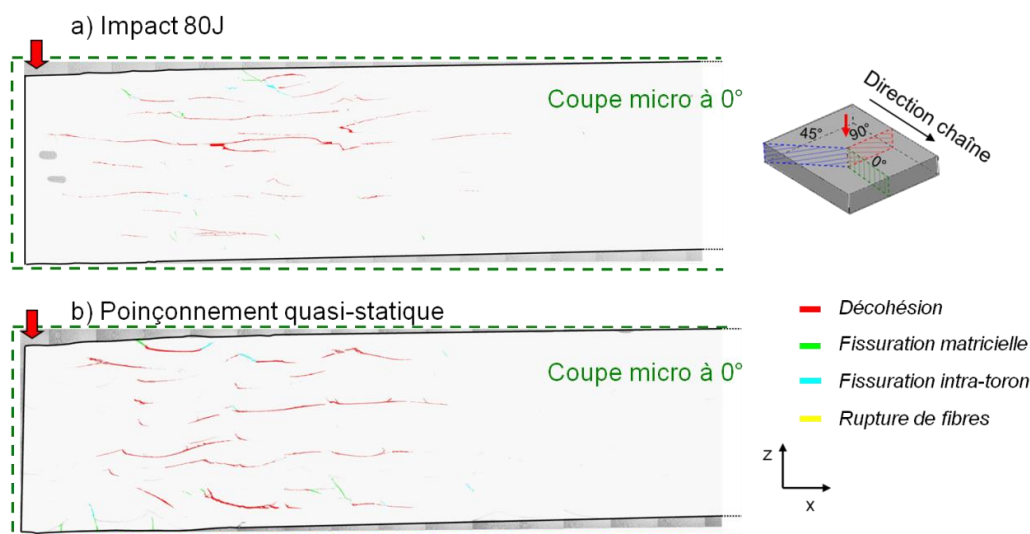 a) Impact 80J
Coupe micro à 0°
Direction chaîne
45°
90°
0°
b) Poinçonnement quasi-statique
Coupe micro à 0°
Décohésion
Fissuration matricielle
Fissuration intra-toron
Rupture de fibres
z
x